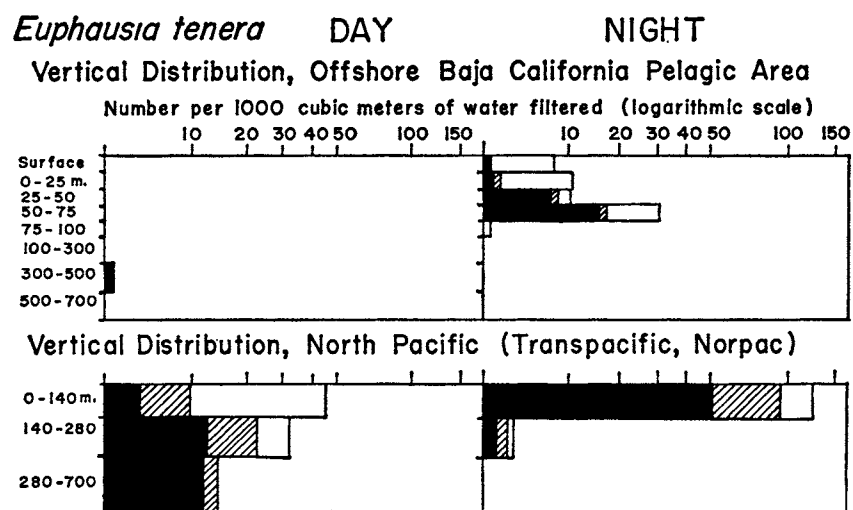 Euphausia tenera DAY NIGHT
Vertical Distribution, Offshore Baja California Pelagic Area
Number per 1000 cubic meters of water filtered (logarithmic scale)
10 20 30 40 50 100 150 10 20 30 40 50 100 150
Surface
0-25 m.
25-50
50-75
75-100
100-300
300-500
500-700
Vertical Distribution, North Pacific (Transpacific, Norpac)
0-140 m.
140-280
280-700